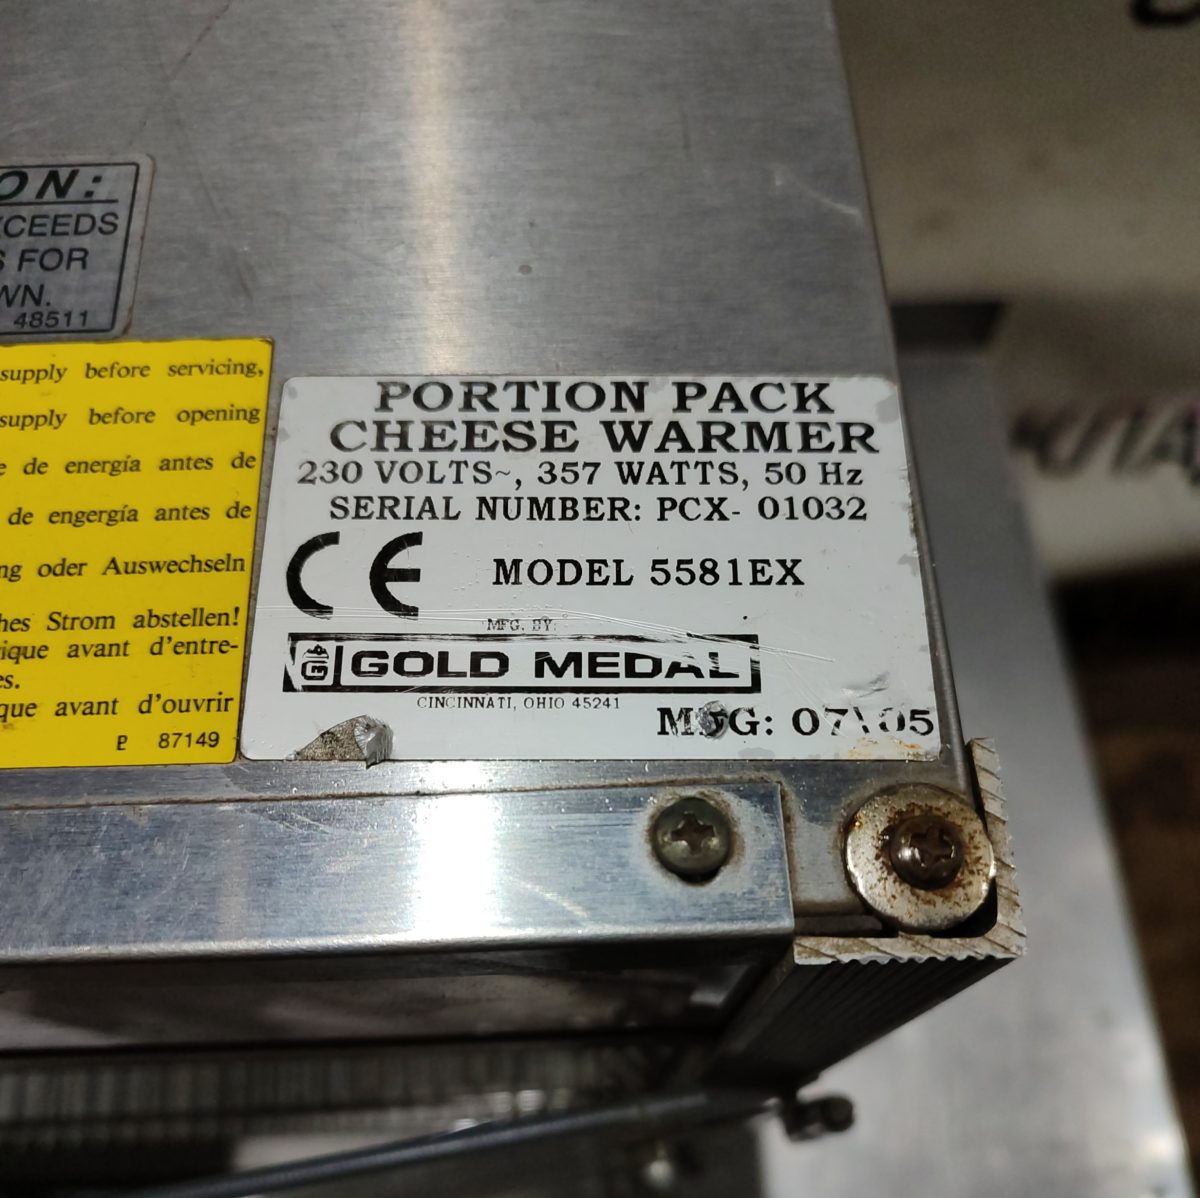 ON:
XCEEDS
S FOR
WN.
48511
supply before servicing,
supply before opening
e de energía antes de
de engergía antes de
ng oder Auswechseln
hes Strom abstellen!
ique avant d'entre-
es.
que avant d'ouvrir
87149
PORTION PACK
CHEESE WARMER
230 VOLTS~, 357 WATTS, 50 Hz
SERIAL NUMBER: PCX- 01032
CE
MODEL 5581EX
MFG. BY:
G GOLD MEDAL
CINCINNATI, OHIO 45241
MFG: 07\05